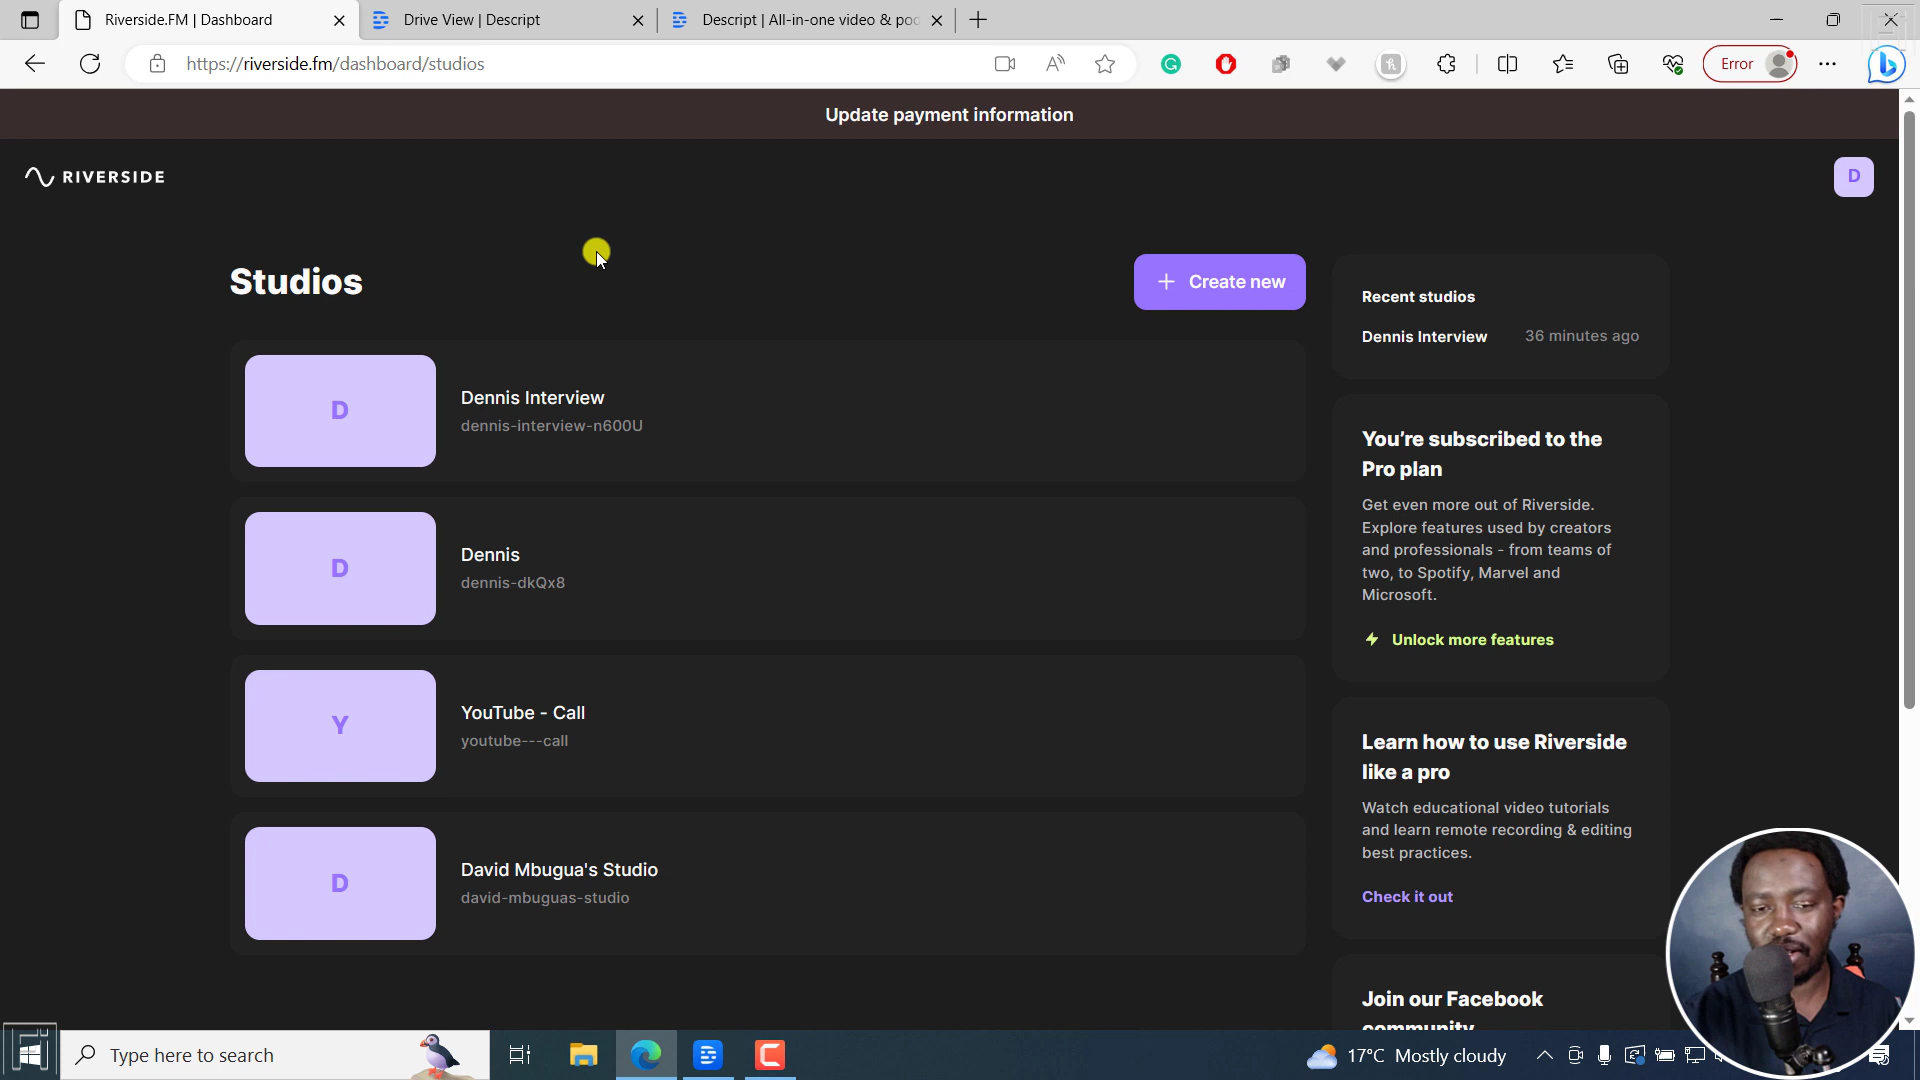 Riverside.FM | Dashboard
Drive View | Descript
Descript | All-in-one video & poc
https://riverside.fm/dashboard/studios
Error
Update payment information
RIVERSIDE
D
Studios
+ Create new
D
Dennis Interview
dennis-interview-n600U
D
Dennis
dennis-dkQx8
Y
YouTube - Call
youtube---call
D
David Mbugua's Studio
david-mbuguas-studio
Recent studios
Dennis Interview 36 minutes ago
You're subscribed to the
Pro plan
Get even more out of Riverside.
Explore features used by creators
and professionals - from teams of
two, to Spotify, Marvel and
Microsoft.
Unlock more features
Learn how to use Riverside
like a pro
Watch educational video tutorials
and learn remote recording & editing
best practices.
Check it out
Join our Facebook
community
Type here to search
17°C Mostly cloudy